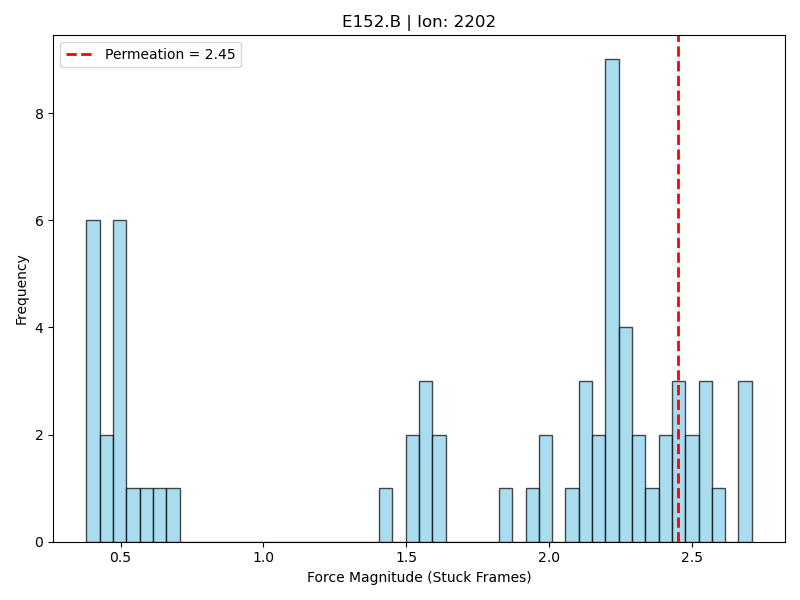 E152.B | Ion: 2202
Permeation = 2.45
Frequency
8
6
4
2
0
0.5 1.0 1.5 2.0 2.5
Force Magnitude (Stuck Frames)